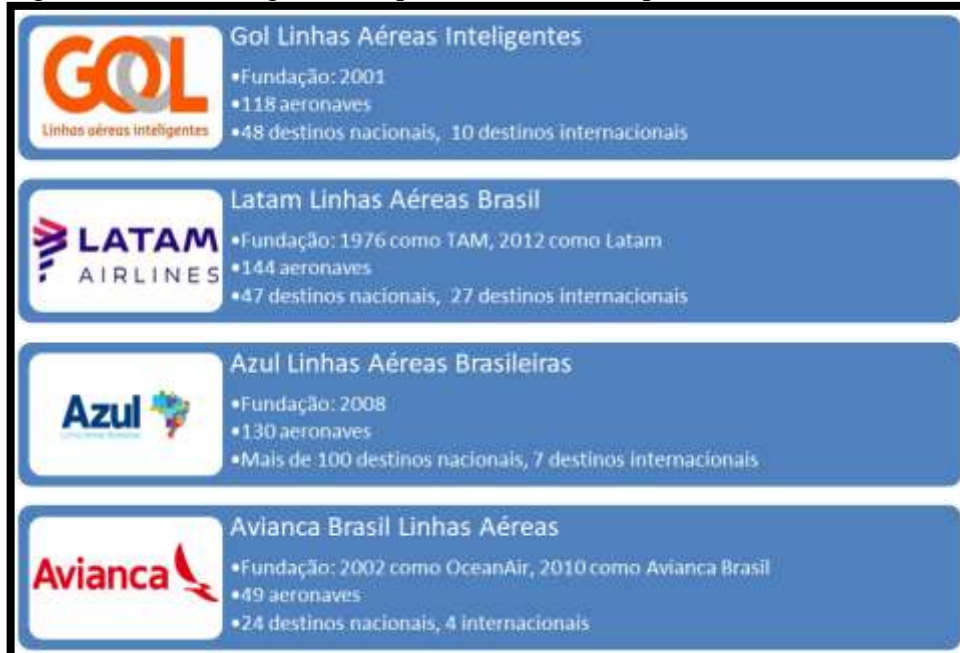 GOL
Linhas aéreas inteligentes
Gol Linhas Aéreas Inteligentes
•Fundação: 2001
•118 aeronaves
•48 destinos nacionais, 10 destinos internacionais
LATAM
AIRLINES
Latam Linhas Aéreas Brasil
•Fundação: 1976 como TAM, 2012 como Latam
•144 aeronaves
•47 destinos nacionais, 27 destinos internacionais
Azul
Azul Linhas Aéreas Brasileiras
•Fundação: 2008
•130 aeronaves
•Mais de 100 destinos nacionais, 7 destinos internacionais
Avianca
Avianca Brasil Linhas Aéreas
•Fundação: 2002 como OceanAir, 2010 como Avianca Brasil
•49 aeronaves
•24 destinos nacionais, 4 internacionais